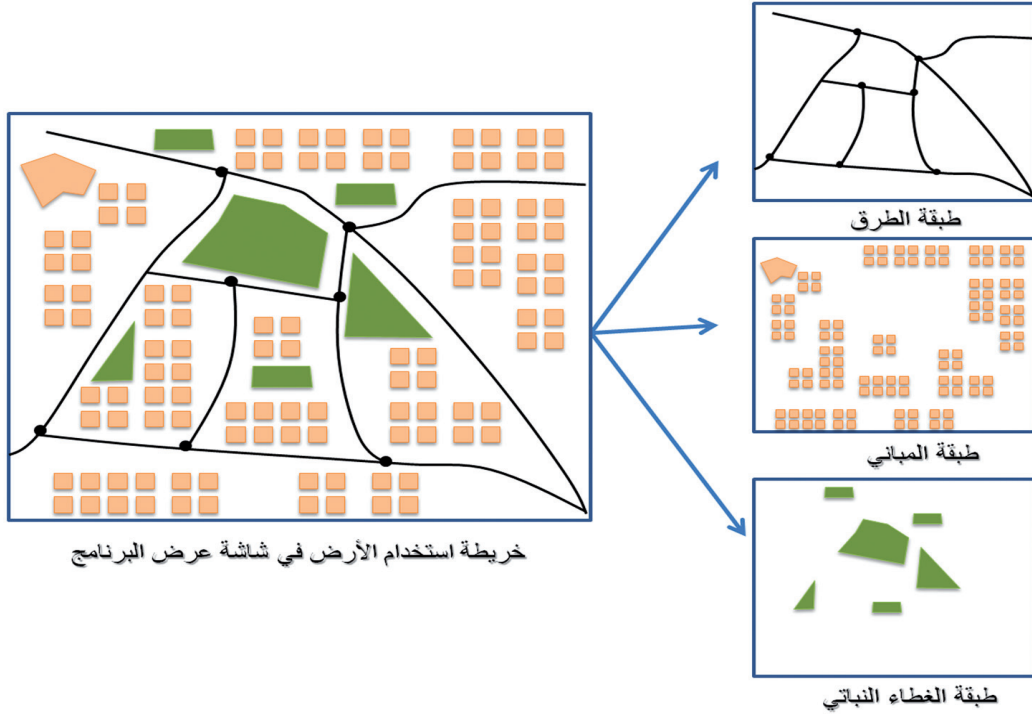 طبقة الطرق
طبقة المباني
خريطة استخدام الأرض في شاشة عرض البرنامج
طبقة الغطاء النباتي